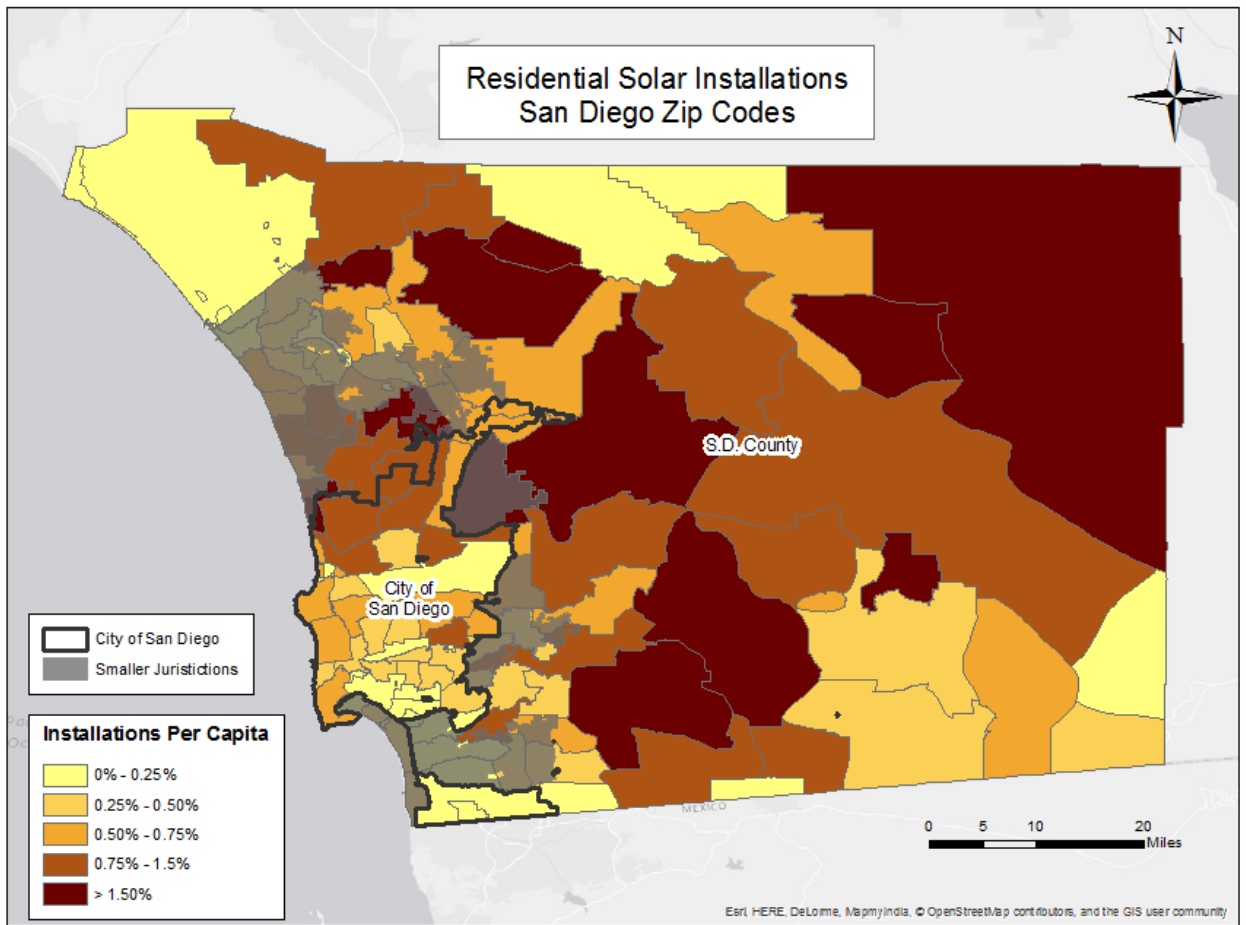 Residential Solar Installations
San Diego Zip Codes
N
S.D. County
City of
San Diego
City of San Diego
Smaller Juristictions
Installations Per Capita
0% - 0.25%
0.25% - 0.50%
0.50% - 0.75%
0.75% - 1.5%
> 1.50%
MEXICO
0 5 10 20
Miles
Esri, HERE, DeLorme, MapmyIndia, © OpenStreetMap contributors, and the GIS user community